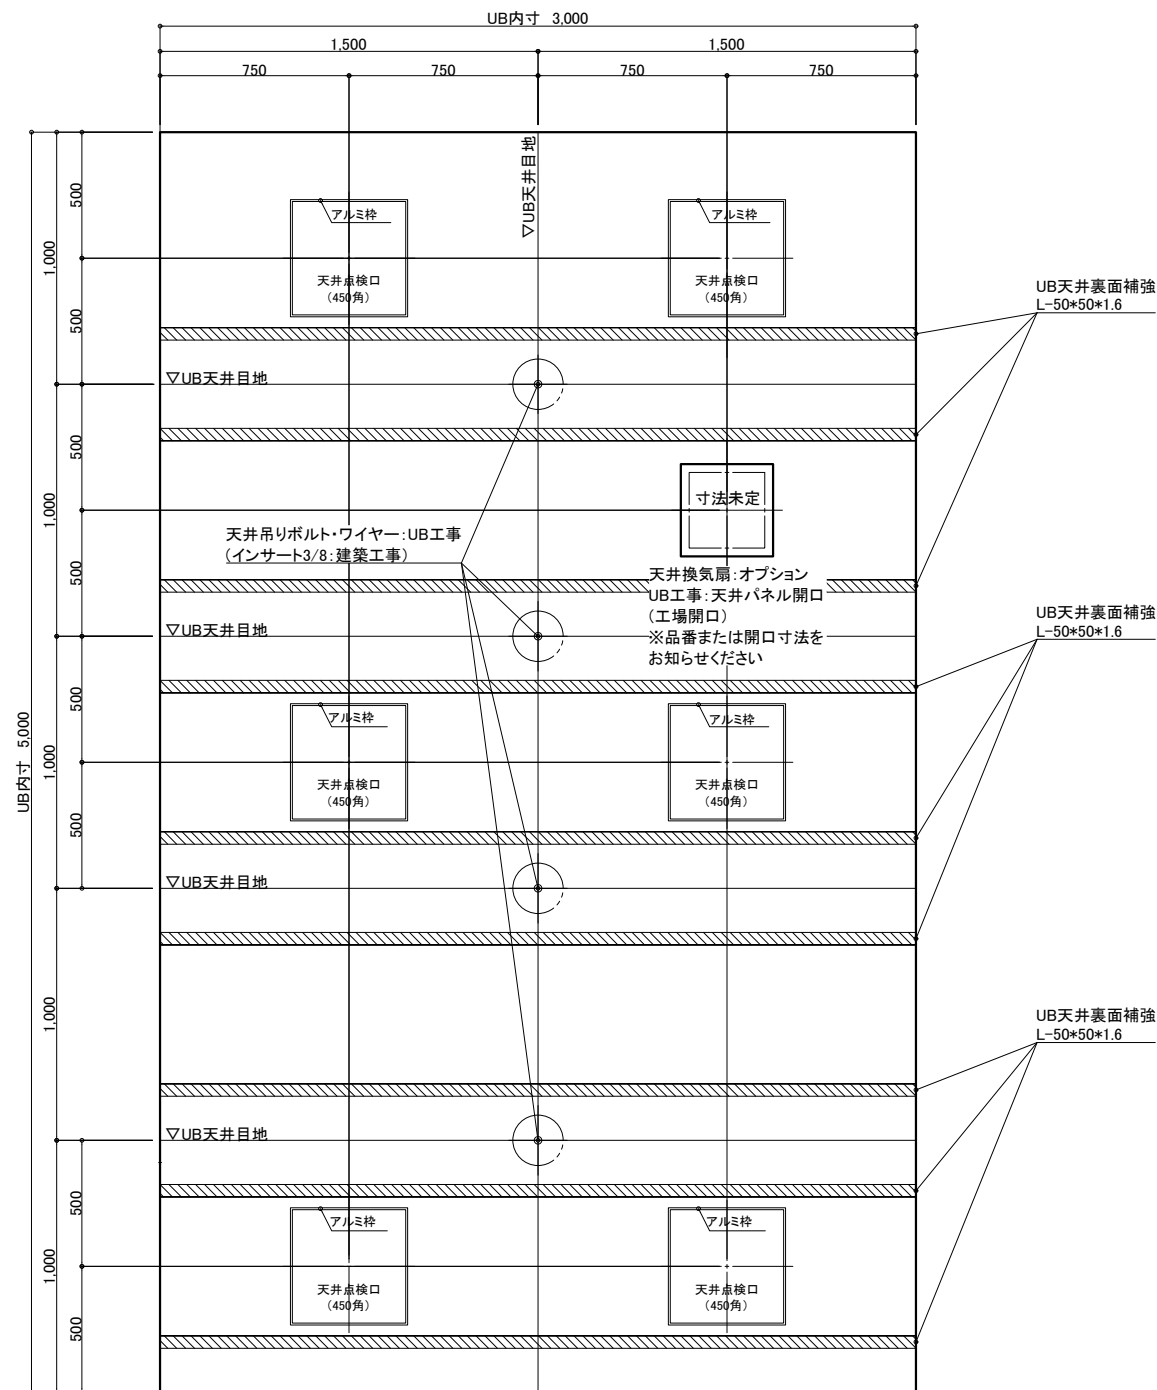 UB内寸 3,000
1,500
1,500
750
750
750
750
▽UB天井目地
500
1,000
500
アルミ枠
天井点検口
(450角)
アルミ枠
天井点検口
(450角)
UB天井裏面補強
L-50*50*1.6
▽UB天井目地
500
1,000
500
寸法未定
天井吊りボルト・ワイヤー:UB工事
(インサート3/8:建築工事)
天井換気扇:オプション
UB工事:天井パネル開口
(工場開口)
※品番または開口寸法を
お知らせください
UB天井裏面補強
L-50*50*1.6
▽UB天井目地
UB内寸 5,000
500
1,000
500
アルミ枠
天井点検口
(450角)
アルミ枠
天井点検口
(450角)
▽UB天井目地
1,000
UB天井裏面補強
L-50*50*1.6
▽UB天井目地
500
1,000
500
アルミ枠
天井点検口
(450角)
アルミ枠
天井点検口
(450角)